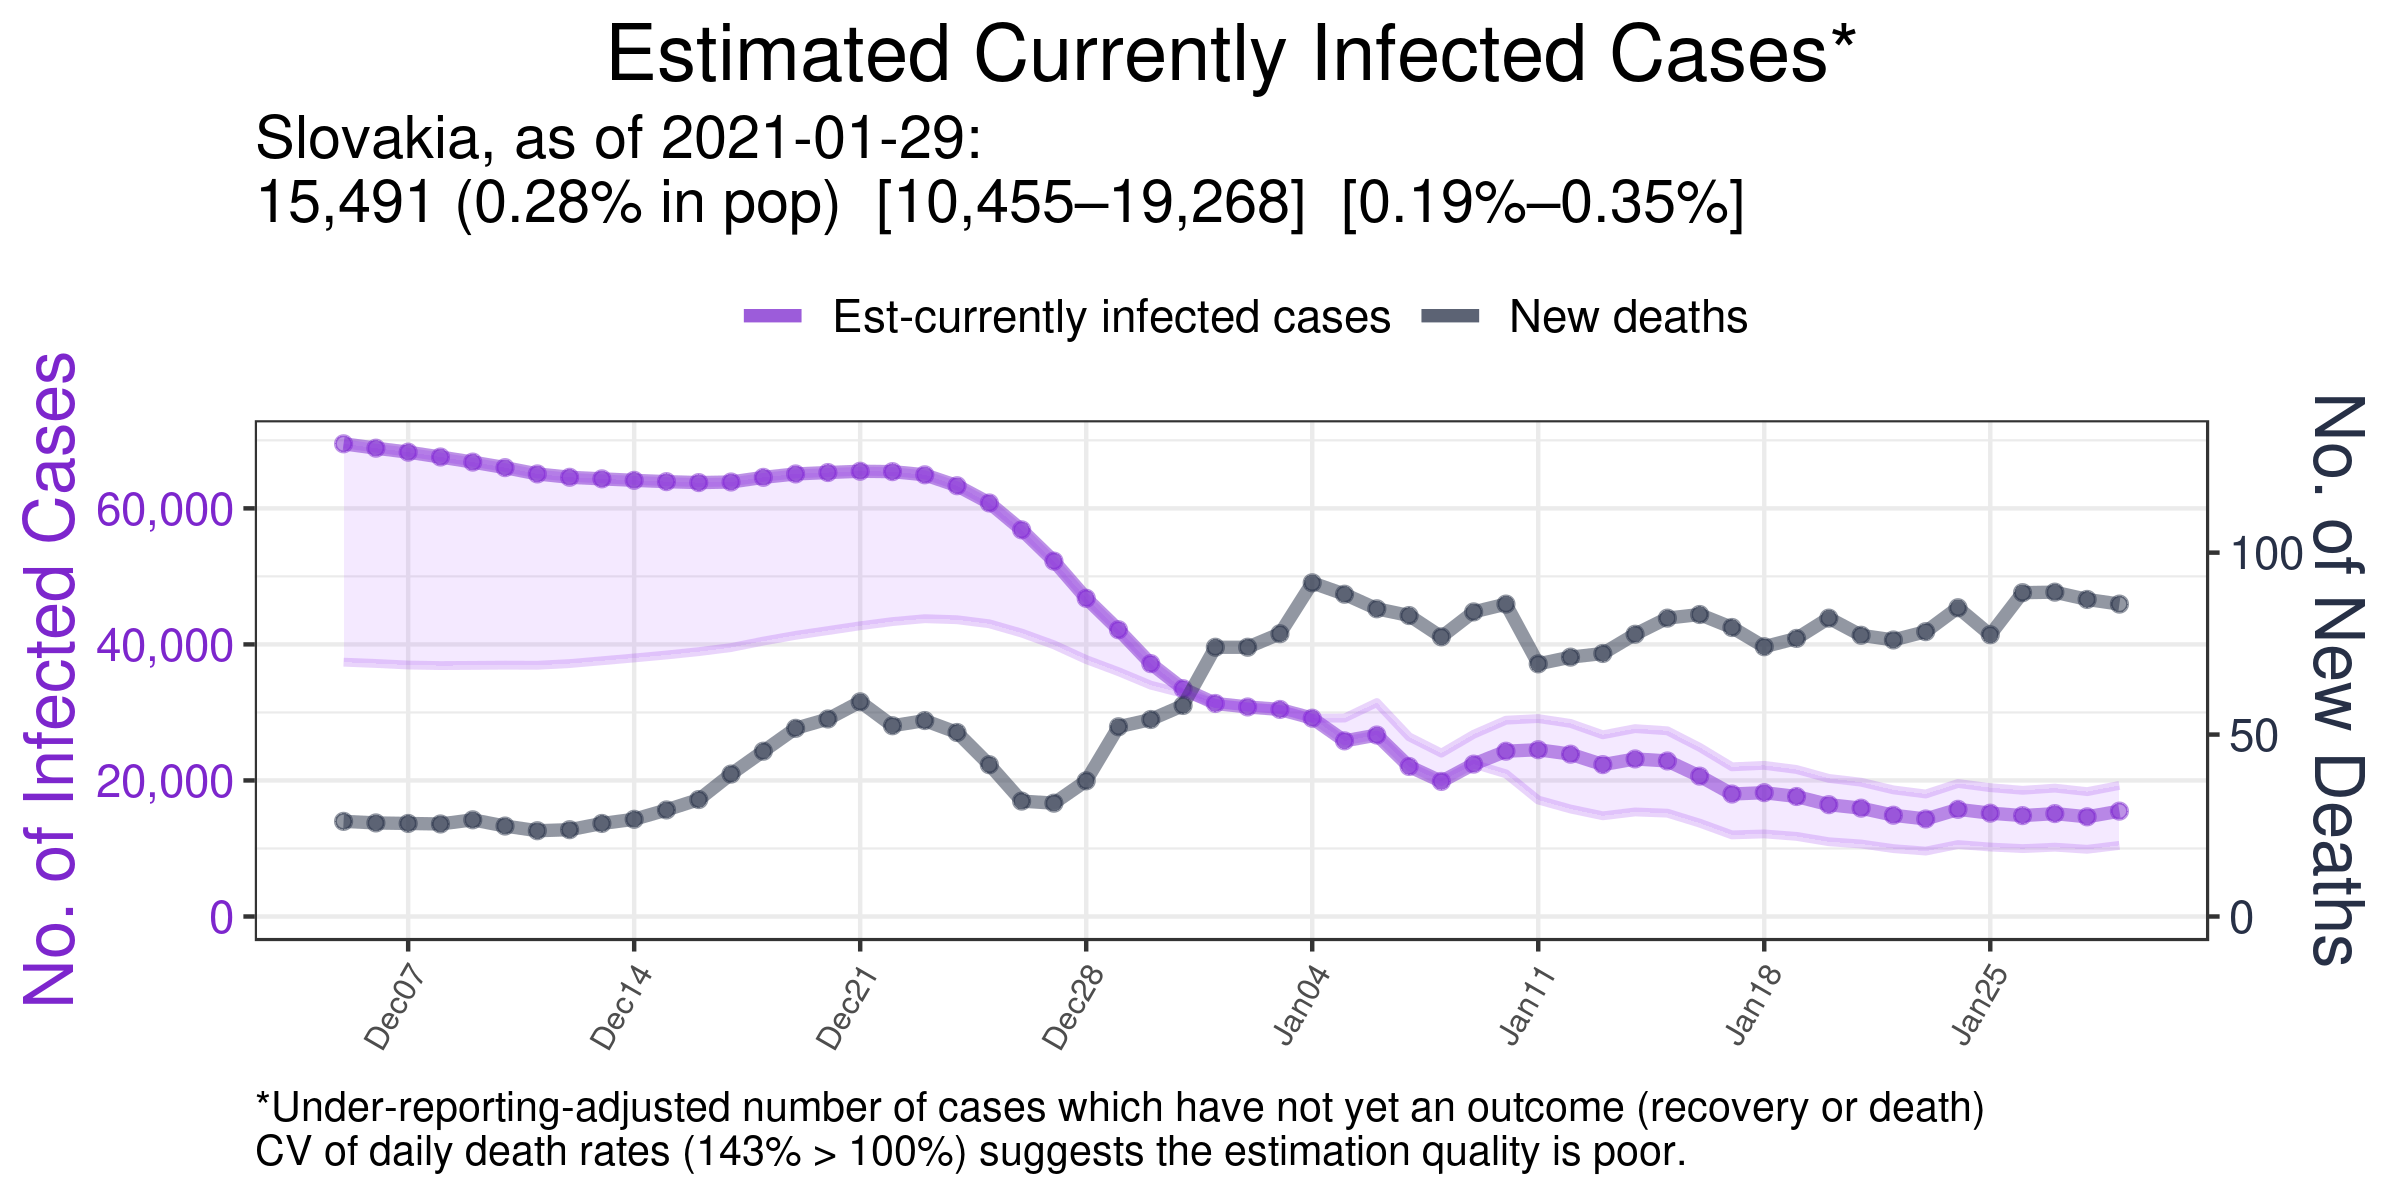 Estimated Currently Infected Cases*
Slovakia, as of 2021-01-29:
15,491 (0.28% in pop) [10,455–19,268] [0.19%–0.35%]
Est-currently infected cases New deaths
No. of Infected Cases
60,000
40,000
20,000
0
No. of New Deaths
100
50
0
Dec07 Dec14 Dec21 Dec28 Jan04 Jan11 Jan18 Jan25
*Under-reporting-adjusted number of cases which have not yet an outcome (recovery or death)
CV of daily death rates (143% > 100%) suggests the estimation quality is poor.